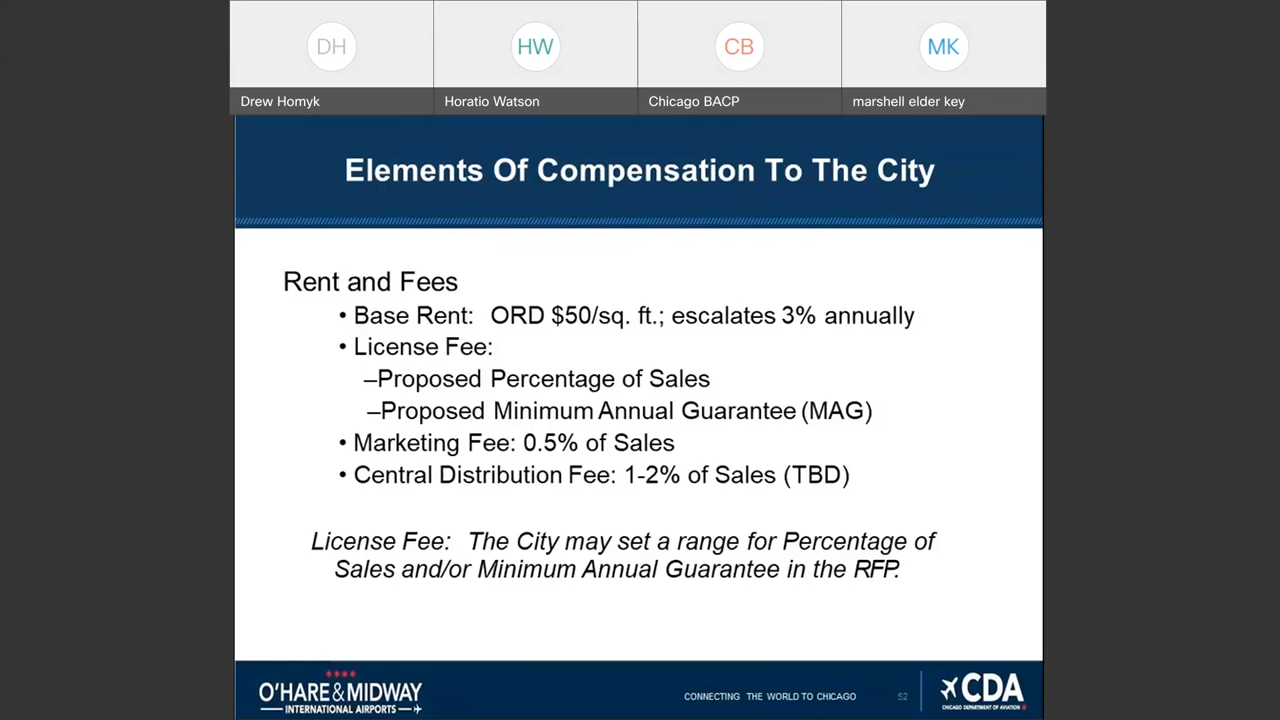 DH
HW
CB
MK
Drew Homyk
Horatio Watson
Chicago BACP
marshell elder key
Elements Of Compensation To The City
Rent and Fees
• Base Rent: ORD $50/sq. ft.; escalates 3% annually
• License Fee:
–Proposed Percentage of Sales
–Proposed Minimum Annual Guarantee (MAG)
• Marketing Fee: 0.5% of Sales
• Central Distribution Fee: 1-2% of Sales (TBD)
License Fee: The City may set a range for Percentage of
Sales and/or Minimum Annual Guarantee in the RFP.
O'HARE & MIDWAY
INTERNATIONAL AIRPORTS
CONNECTING THE WORLD TO CHICAGO
52
CDA
CHICAGO DEPARTMENT OF AVIATION